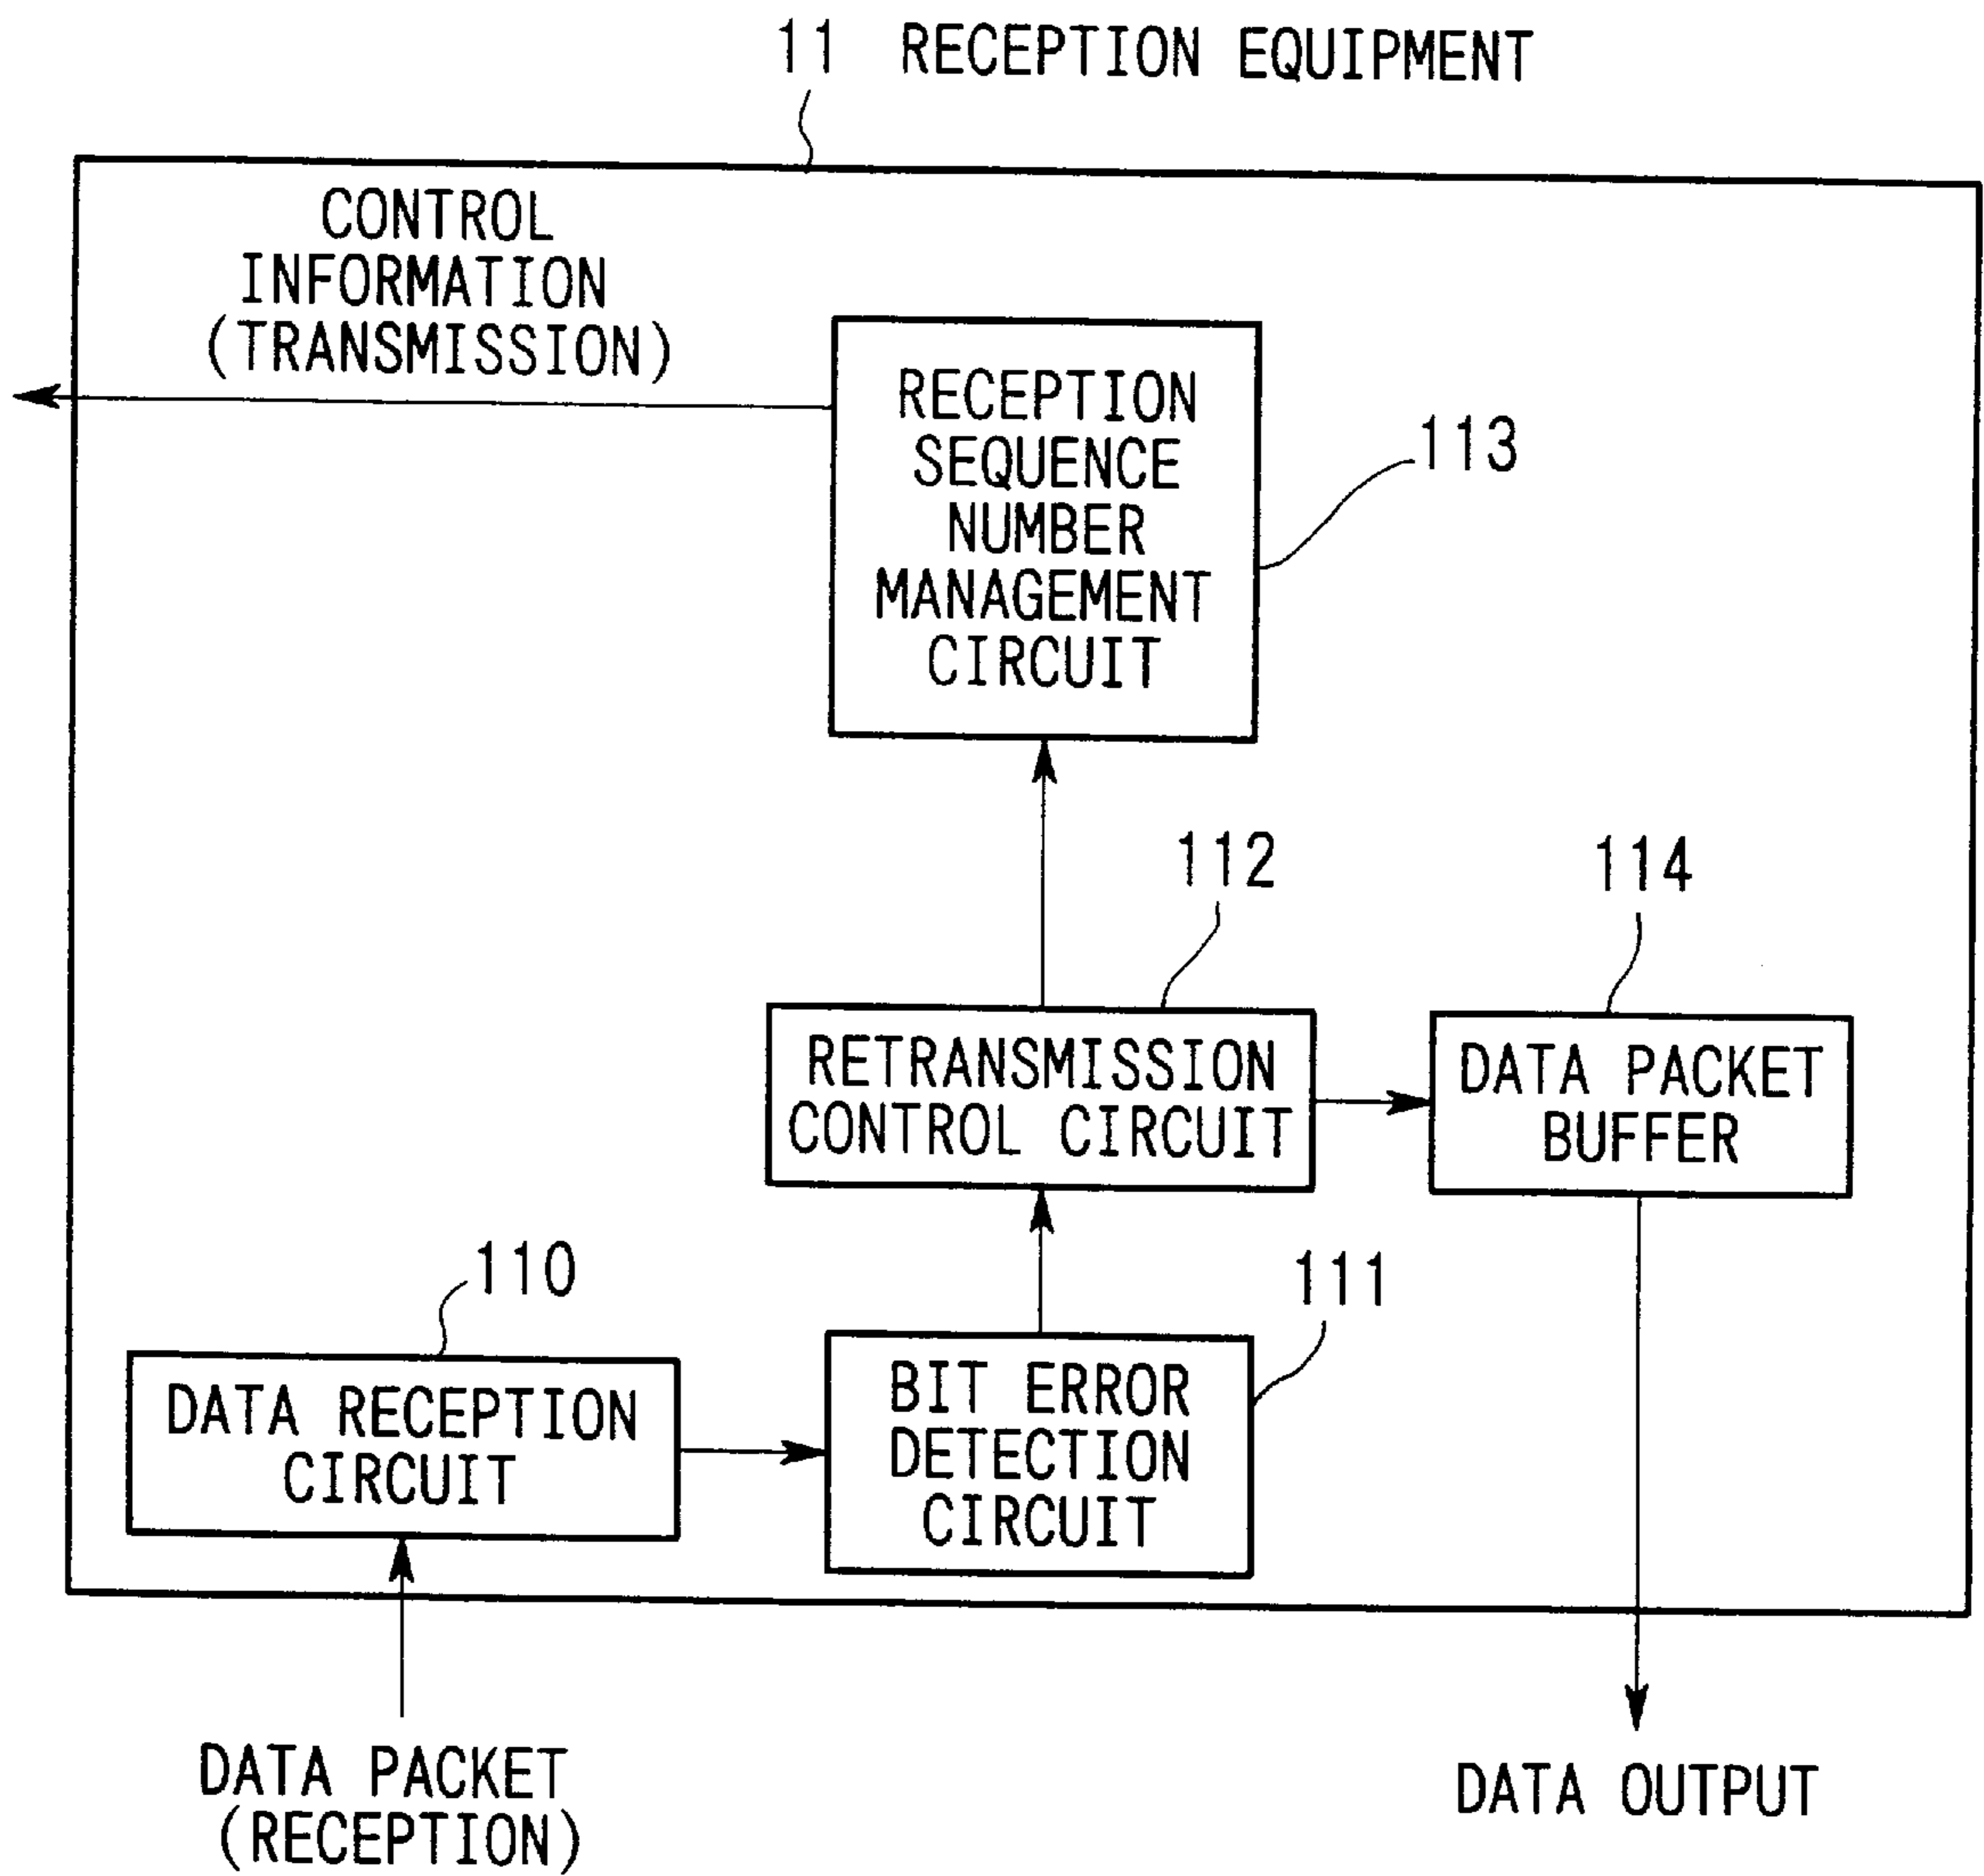 11 RECEPTION EQUIPMENT
CONTROL
INFORMATION
(TRANSMISSION)
RECEPTION
SEQUENCE
NUMBER
MANAGEMENT
CIRCUIT
113
112
114
RETRANSMISSION
CONTROL CIRCUIT
DATA PACKET
BUFFER
110
111
DATA RECEPTION
CIRCUIT
BIT ERROR
DETECTION
CIRCUIT
DATA PACKET
(RECEPTION)
DATA OUTPUT